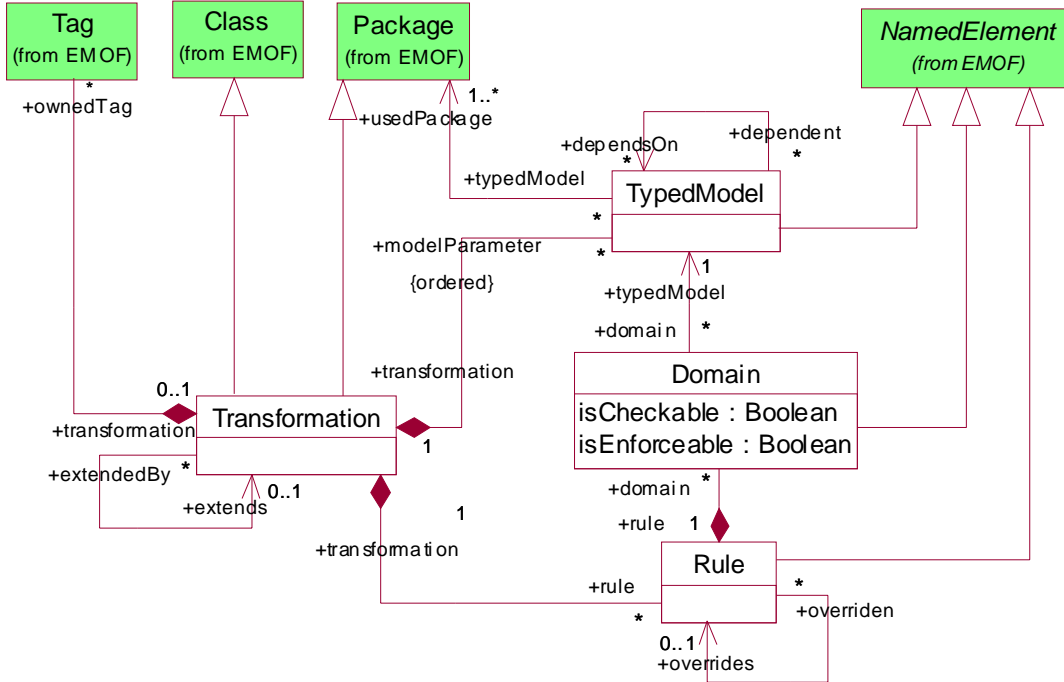 Tag
(from EMOF)
Class
(from EMOF)
Package
(from EMOF)
NamedElement
(from EMOF)
*
+ownedTag
1..*
+usedPackage
+dependsOn
*
+dependent
*
+typedModel
TypedModel
*
+modelParameter
*
{ordered}
1
+typedModel
+domain
*
+transformation
Domain
isCheckable : Boolean
isEnforceable : Boolean
0..1
+transformation
Transformation
1
+extendedBy
*
0..1
+extends
*
+domain
1
+rule
1
+transformation
Rule
+rule
*
*
+overriden
0..1
+overrides